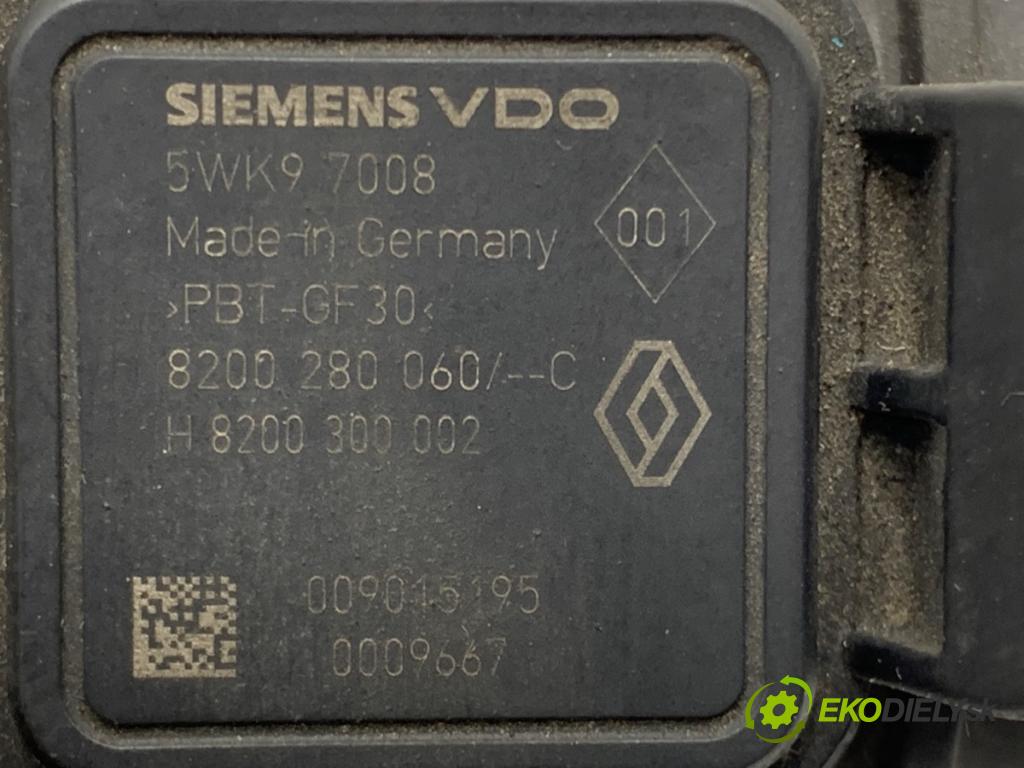 SIEMENS VDO
5WK9 7008
Made in Germany
001
>PBT-GF30<
8200 280 060/--C
H 8200 300 002
009015195
0009667
EKODIELY.SK